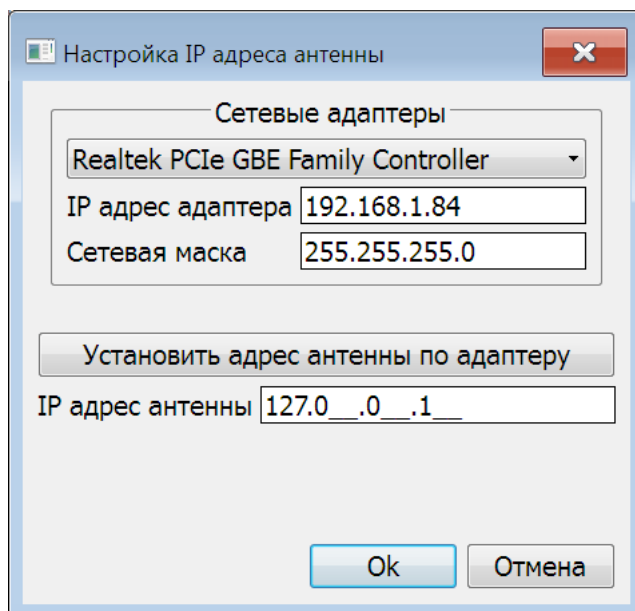 Настройка IP адреса антенны
Сетевые адаптеры
Realtek PCIe GBE Family Controller
IP адрес адаптера 192.168.1.84
Сетевая маска 255.255.255.0
Установить адрес антенны по адаптеру
IP адрес антенны 127.0__.0__.1__
Ok Отмена